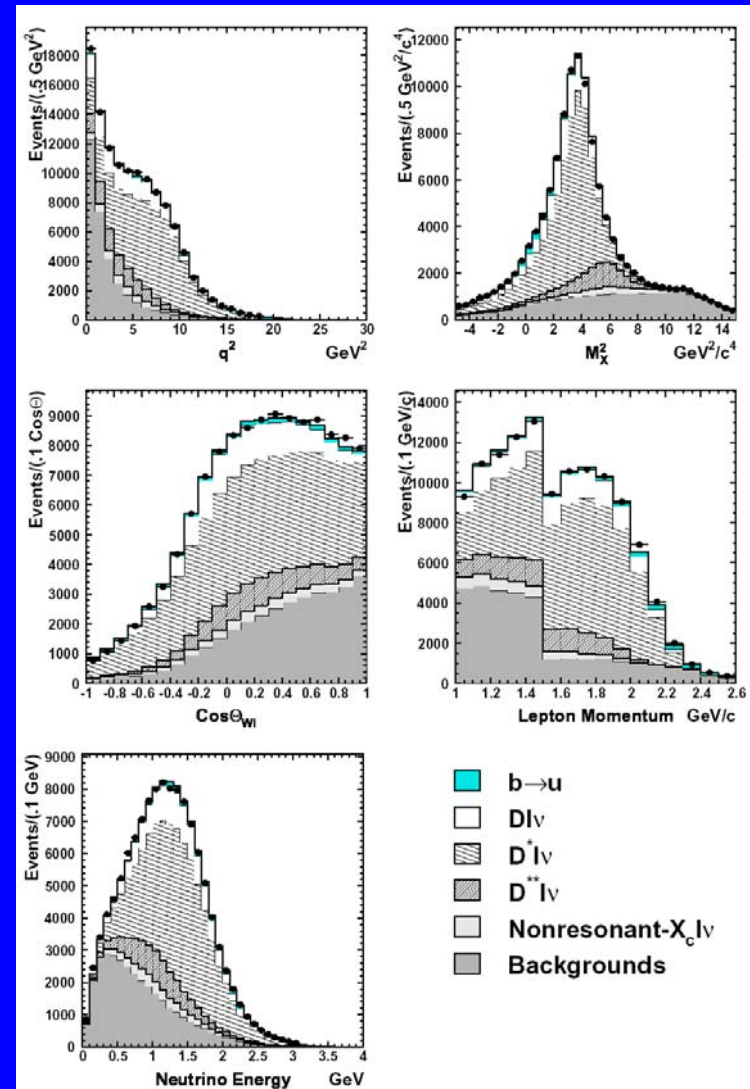 Events/(.5 GeV²)
18000
16000
14000
12000
10000
8000
6000
4000
2000
0
0 5 10 15 20 25 30
q² GeV²
Events/(.5 GeV²/c⁴)
12000
10000
8000
6000
4000
2000
0
-4 -2 0 2 4 6 8 10 12 14
M_X² GeV²/c⁴
Events/(.1 CosΘ)
9000
8000
7000
6000
5000
4000
3000
2000
1000
0
-1 -0.8 -0.6 -0.4 -0.2 0 0.2 0.4 0.6 0.8 1
CosΘ_Wl
Events/(.1 GeV/c)
14000
12000
10000
8000
6000
4000
2000
0
1 1.2 1.4 1.6 1.8 2 2.2 2.4 2.6
Lepton Momentum GeV/c
Events/(.1 GeV)
9000
8000
7000
6000
5000
4000
3000
2000
1000
0
0 0.5 1 1.5 2 2.5 3 3.5 4
Neutrino Energy GeV
b→u
Dlν
D*lν
D**lν
Nonresonant-X_clν
Backgrounds